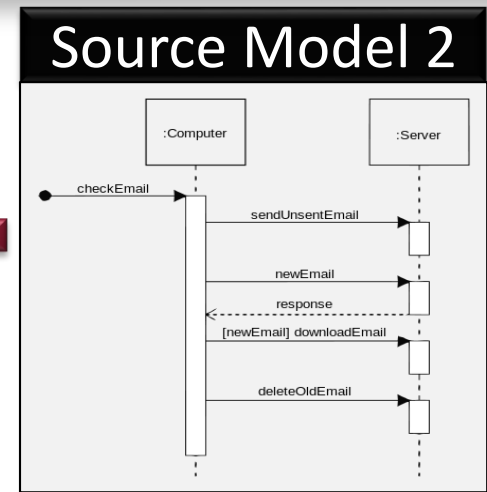 Source Model 2
:Computer
:Server
checkEmail
sendUnsentEmail
newEmail
response
[newEmail] downloadEmail
deleteOldEmail